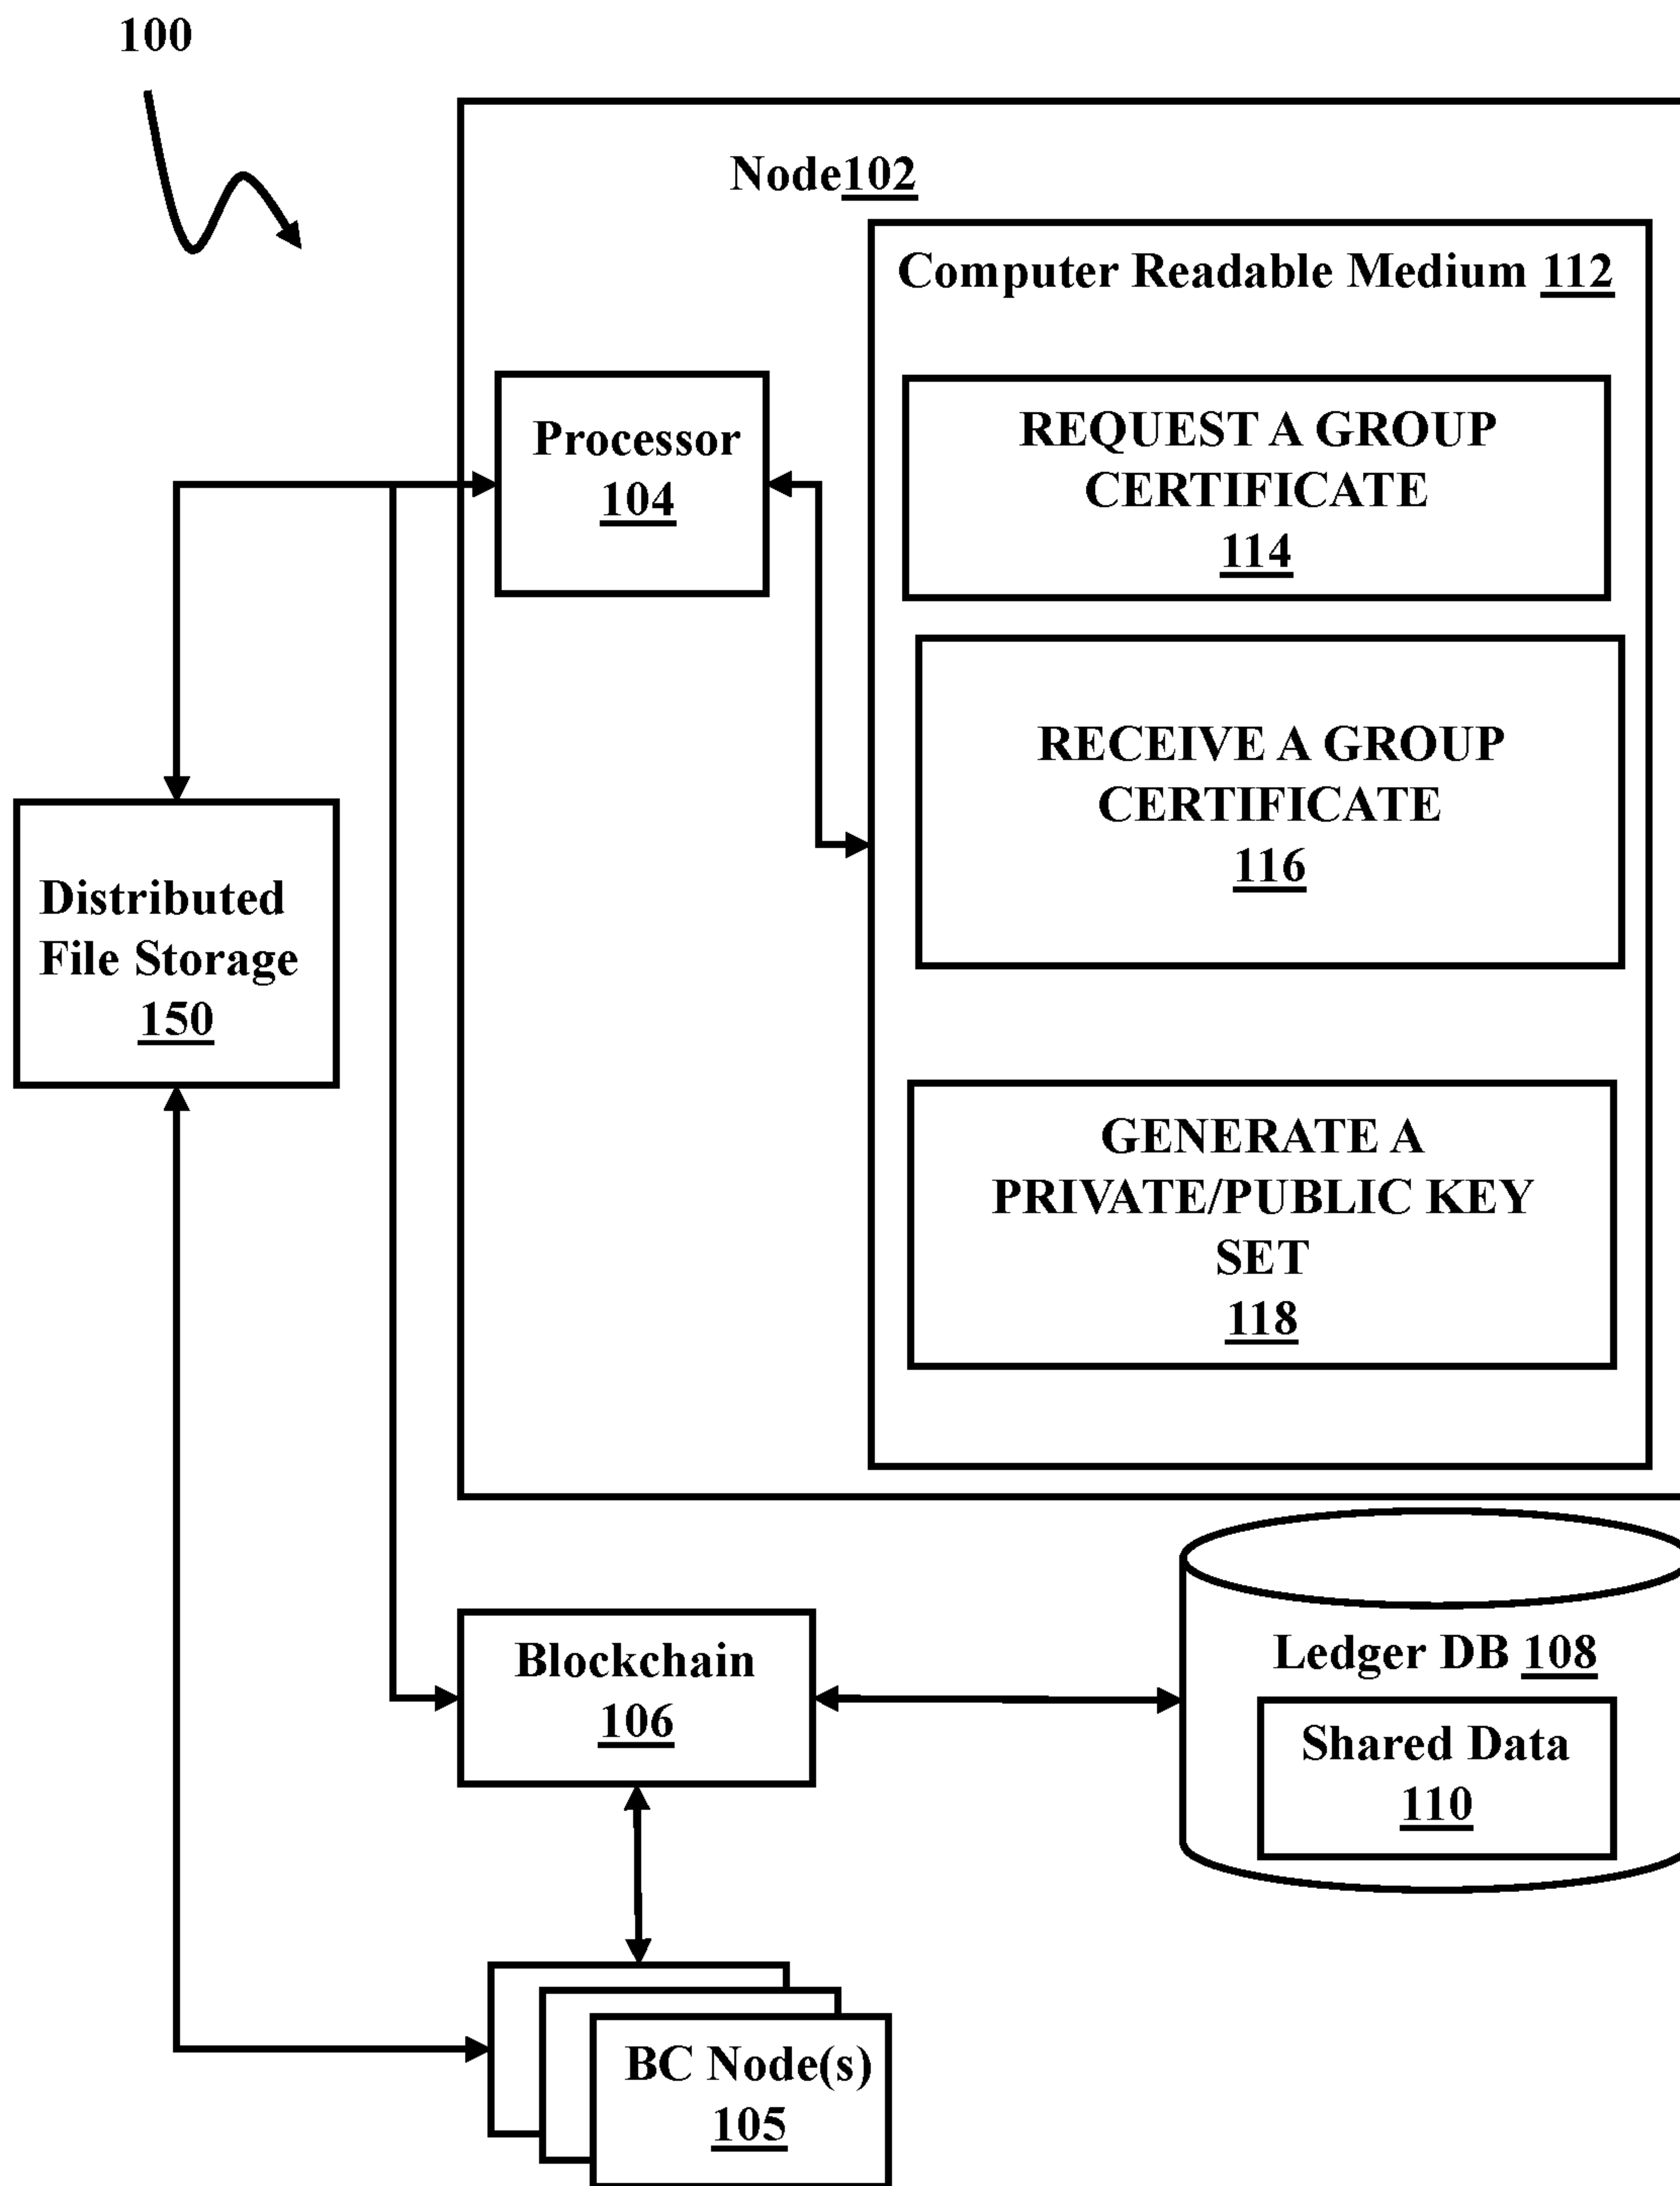 100
Node102
Computer Readable Medium 112
Processor
104
REQUEST A GROUP
CERTIFICATE
114
RECEIVE A GROUP
CERTIFICATE
116
Distributed
File Storage
150
GENERATE A
PRIVATE/PUBLIC KEY
SET
118
Blockchain
106
Ledger DB 108
Shared Data
110
BC Node(s)
105